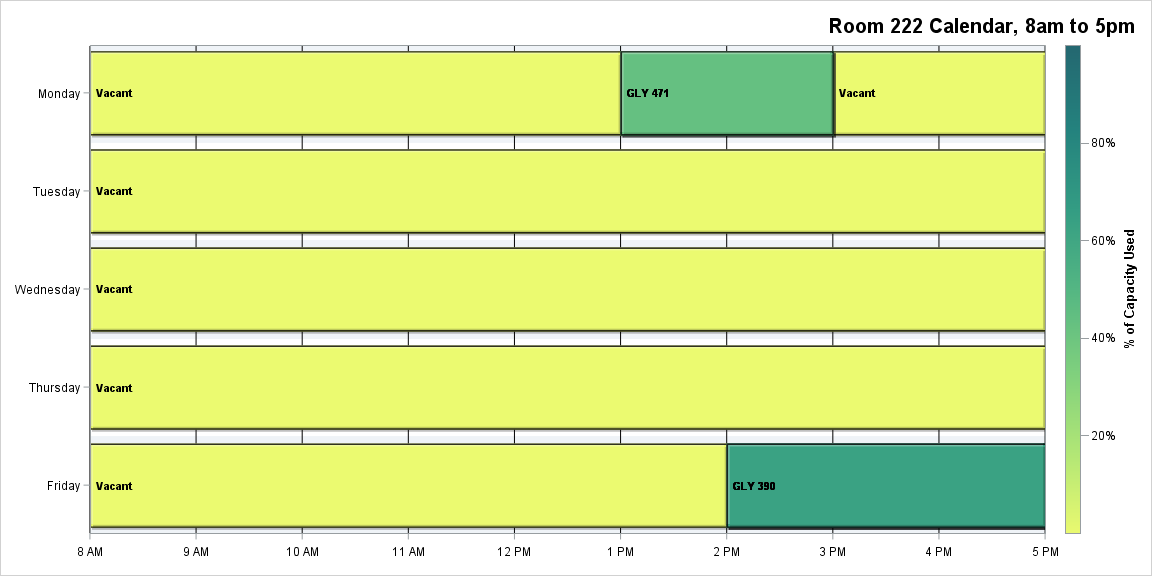 Room 222 Calendar, 8am to 5pm
Monday
Vacant
GLY 471
Vacant
Tuesday
Vacant
Wednesday
Vacant
Thursday
Vacant
Friday
Vacant
GLY 390
8 AM
9 AM
10 AM
11 AM
12 PM
1 PM
2 PM
3 PM
4 PM
5 PM
80%
60%
40%
20%
% of Capacity Used